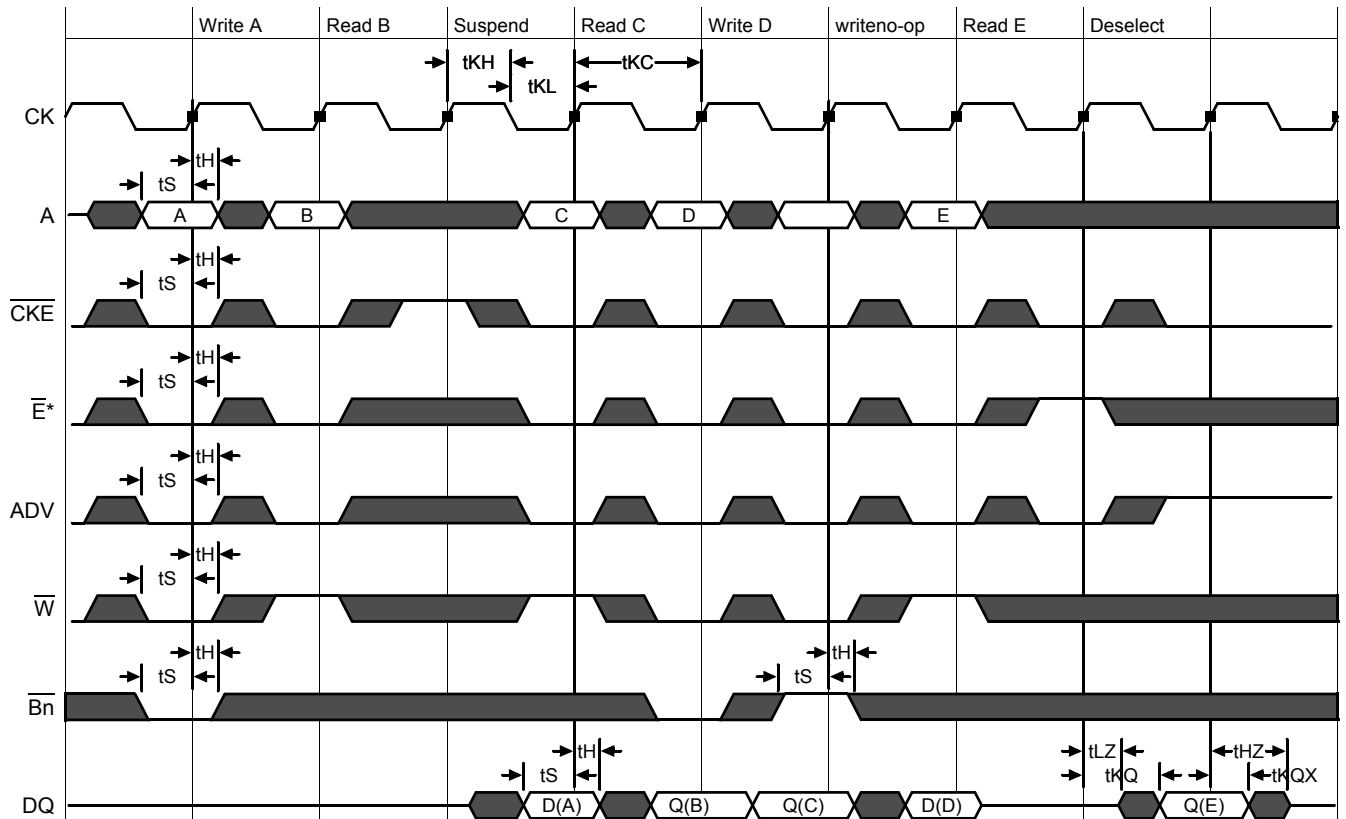 Write A Read B Suspend Read C Write D writeno-op Read E Deselect
tKH tKC
tKL
CK
tH
tS
A A B C D E
tH
tS
CKE
tH
tS
E*
tH
tS
ADV
tH
tS
W
tH tH
tS tS
Bn
tH tLZ tHZ
tS tKQ tKQX
DQ D(A) Q(B) Q(C) D(D) Q(E)